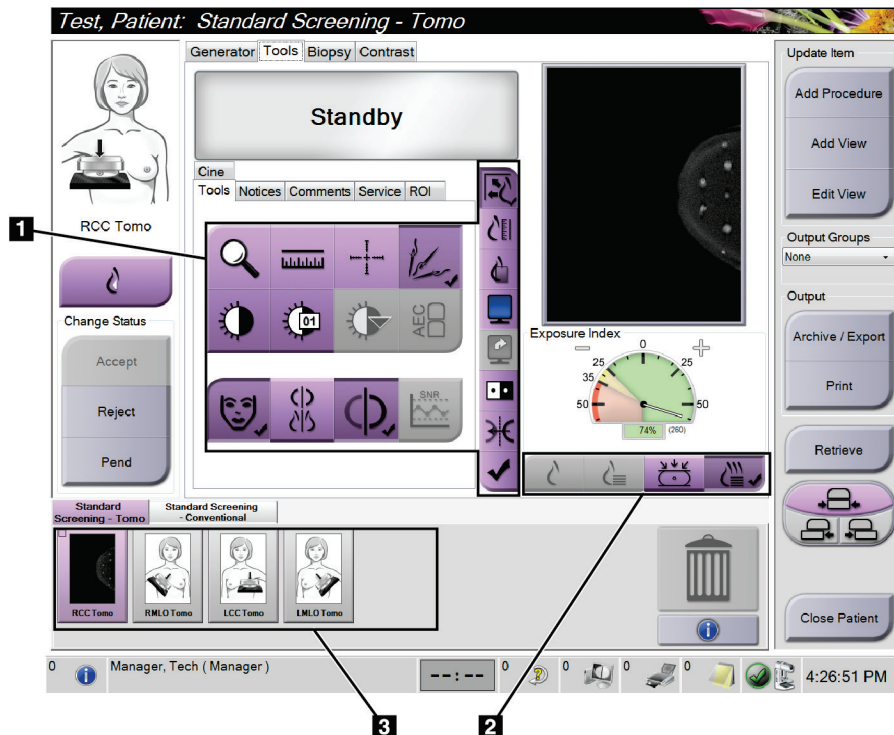 Test, Patient: Standard Screening - Tomo
Generator Tools Biopsy Contrast
Update Item
Standby
Add Procedure
Add View
Edit View
Cine
Tools Notices Comments Service ROI
RCC Tomo
1
01
AEC
SNR
Change Status
Accept
Reject
Pend
Output Groups
None
Output
Archive / Export
Print
Exposure Index
0
25 25
35
50 50
74% (260)
Retrieve
Standard Screening - Tomo
Standard Screening - Conventional
RCC Tomo
RMLO Tomo
LCC Tomo
LMLO Tomo
Close Patient
0 Manager, Tech ( Manager ) --:-- 0 0 0 0 4:26:51 PM
3
2